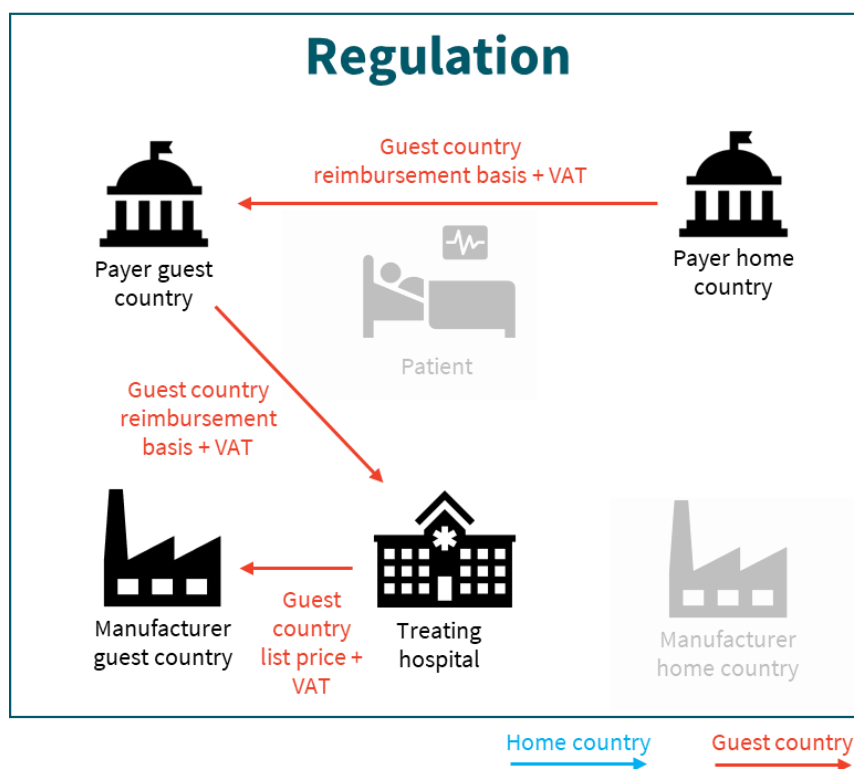 Regulation
Guest country
reimbursement basis + VAT
Payer guest
country
Payer home
country
Patient
Guest country
reimbursement
basis + VAT
Manufacturer
guest country
Guest
country
list price +
VAT
Treating
hospital
Manufacturer
home country
Home country
Guest country